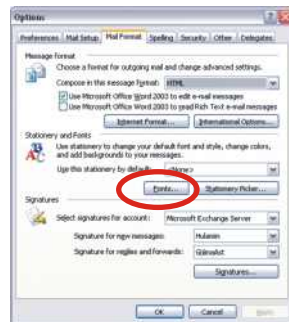 Options
Preferences Mail Setup Mail Format Spelling Security Other Delegates
Message format
Choose a format for outgoing mail and change advanced settings.
Compose in this message format: HTML
Use Microsoft Office Word 2003 to edit e-mail messages
Use Microsoft Office Word 2003 to read Rich Text e-mail messages
Internet Format... International Options...
Stationery and Fonts
Use stationery to change your default font and style, change colors,
and add backgrounds to your messages.
Use this stationery by default: <None>
Fonts... Stationery Picker...
Signatures
Select signatures for account: Microsoft Exchange Server
Signature for new messages:
Signature for replies and forwards:
Signatures...
OK Cancel Apply